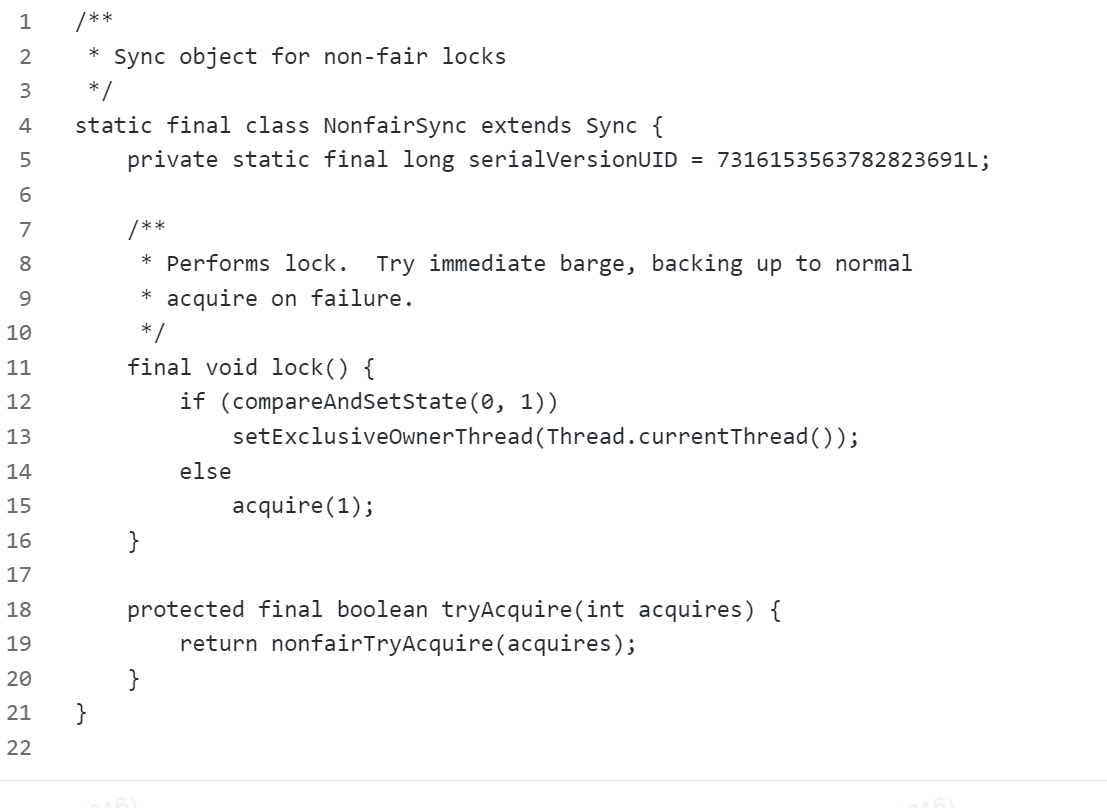 1 /**
2  * Sync object for non-fair locks
3  */
4 static final class NonfairSync extends Sync {
5     private static final long serialVersionUID = 7316153563782823691L;
6
7     /**
8      * Performs lock.  Try immediate barge, backing up to normal
9      * acquire on failure.
10      */
11     final void lock() {
12         if (compareAndSetState(0, 1))
13             setExclusiveOwnerThread(Thread.currentThread());
14         else
15             acquire(1);
16     }
17
18     protected final boolean tryAcquire(int acquires) {
19         return nonfairTryAcquire(acquires);
20     }
21 }
22